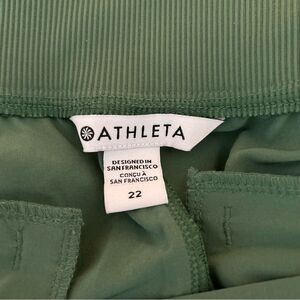 ATHLETA
DESIGNED IN
SAN FRANCISCO
CONÇU À
SAN FRANCISCO
22